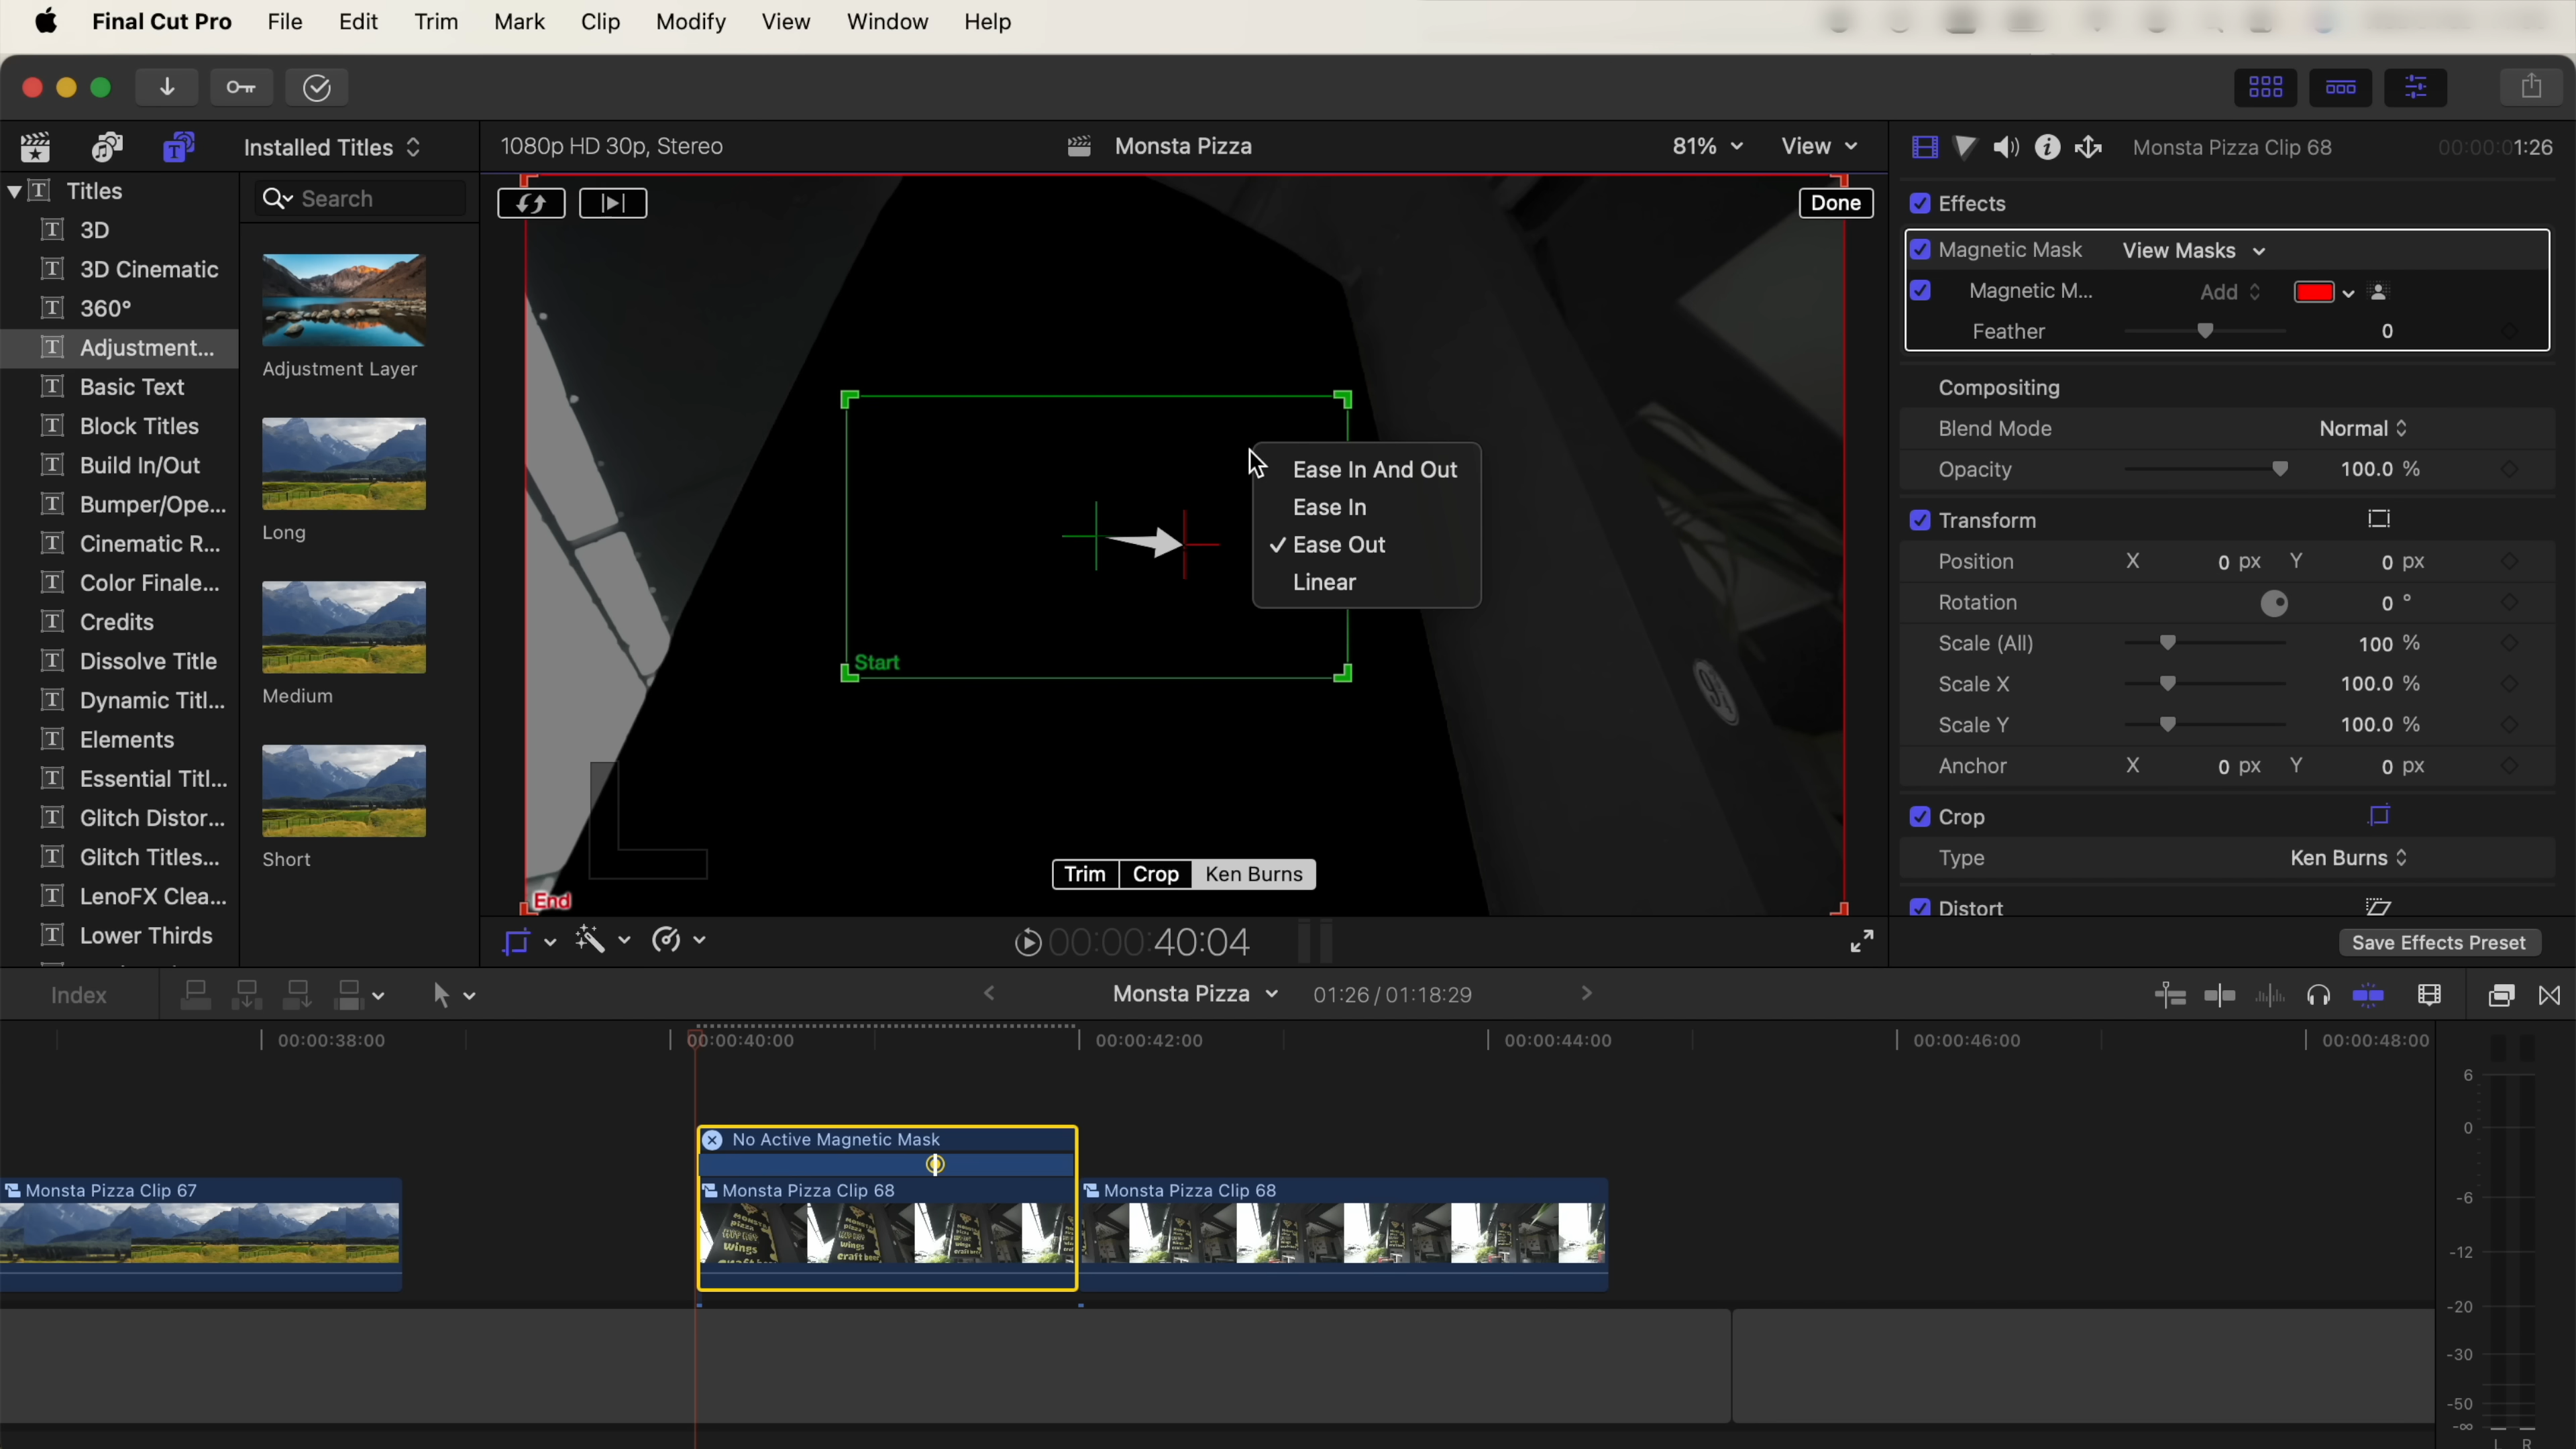 Final Cut Pro File Edit Trim Mark Clip Modify View Window Help
Installed Titles
1080p HD 30p, Stereo
Monsta Pizza
81%
View
Monsta Pizza Clip 68
00:00:01:26
Titles
3D
3D Cinematic
360°
Adjustment...
Basic Text
Block Titles
Build In/Out
Bumper/Ope...
Cinematic R...
Color Finale...
Credits
Dissolve Title
Dynamic Titl...
Elements
Essential Titl...
Glitch Distor...
Glitch Titles...
LenoFX Clea...
Lower Thirds
Search
Adjustment Layer
Long
Medium
Short
Done
Ease In And Out
Ease In
✓ Ease Out
Linear
Start
End
Trim Crop Ken Burns
00:00:40:04
Effects
Magnetic Mask View Masks
Magnetic M... Add
Feather 0
Compositing
Blend Mode Normal
Opacity 100.0 %
Transform
Position X 0 px Y 0 px
Rotation 0 °
Scale (All) 100 %
Scale X 100.0 %
Scale Y 100.0 %
Anchor X 0 px Y 0 px
Crop
Type Ken Burns
Distort
Save Effects Preset
Index
Monsta Pizza
01:26 / 01:18:29
00:00:38:00
00:00:40:00
00:00:42:00
00:00:44:00
00:00:46:00
00:00:48:00
No Active Magnetic Mask
Monsta Pizza Clip 67
Monsta Pizza Clip 68
Monsta Pizza Clip 68
6
0
-6
-12
-20
-30
-50
-∞
L R